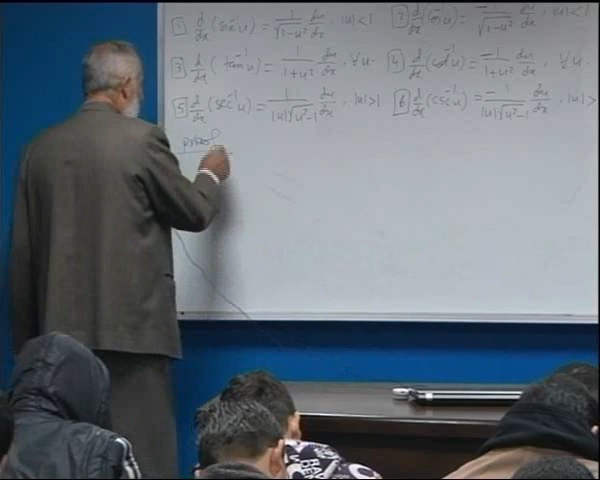 1 d/dx (sin⁻¹u) = 1/√(1-u²) du/dx , |u|<1    2 d/dx (cos⁻¹u) = -1/√(1-u²) du/dx , |u|<1
3 d/dx (tan⁻¹u) = 1/(1+u²) du/dx , ∀u.    4 d/dx (cot⁻¹u) = -1/(1+u²) du/dx , ∀u.
5 d/dx (sec⁻¹u) = 1/(|u|√(u²-1)) du/dx , |u|>1    6 d/dx (csc⁻¹u) = -1/(|u|√(u²-1)) du/dx , |u|>
proof